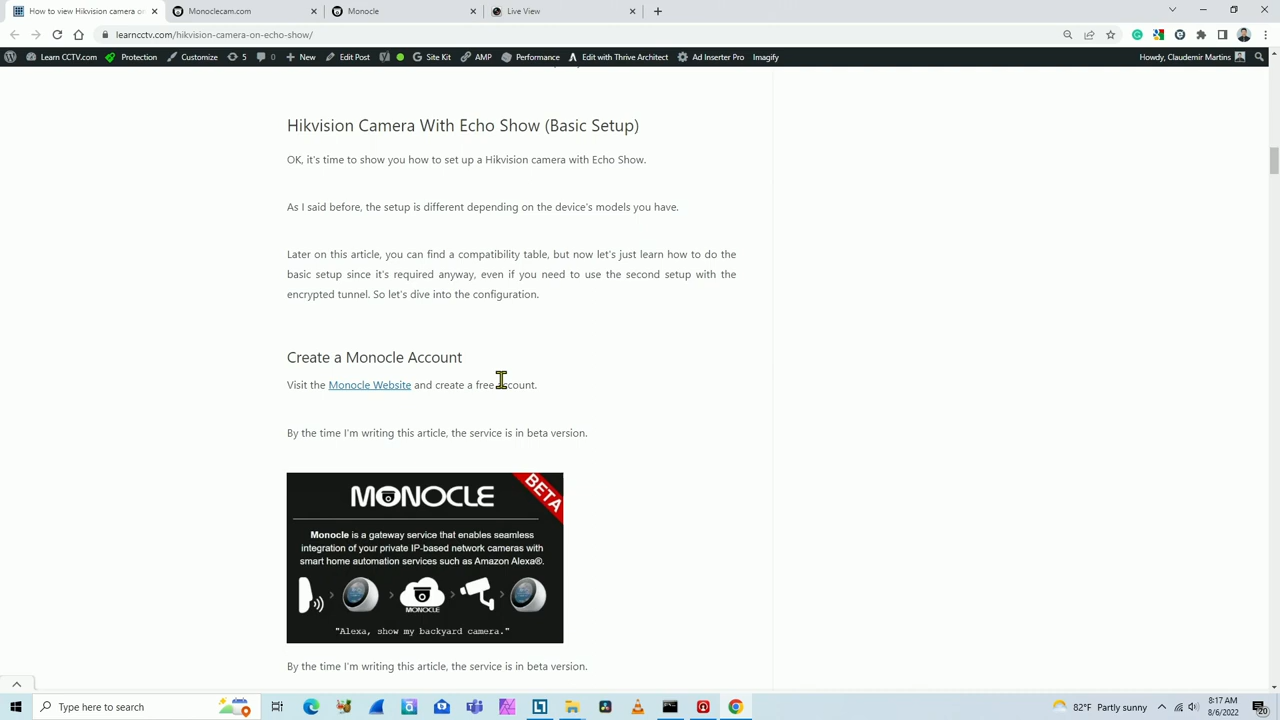 How to view Hikvision camera o
Monoclecam.com
Monocle
Live View
learncctv.com/hikvision-camera-on-echo-show/
Learn CCTV.com
Protection
Customize
5
0
New
Edit Post
Site Kit
AMP
Performance
Edit with Thrive Architect
Ad Inserter Pro
Imagify
Howdy, Claudemir Martins
Hikvision Camera With Echo Show (Basic Setup)
OK, it's time to show you how to set up a Hikvision camera with Echo Show.
As I said before, the setup is different depending on the device's models you have.
Later on this article, you can find a compatibility table, but now let's just learn how to do the
basic setup since it's required anyway, even if you need to use the second setup with the
encrypted tunnel. So let's dive into the configuration.
Create a Monocle Account
Visit the Monocle Website and create a free account.
By the time I'm writing this article, the service is in beta version.
MONOCLE
BETA
Monocle is a gateway service that enables seamless
integration of your private IP-based network cameras with
smart home automation services such as Amazon Alexa®.
MONOCLE
"Alexa, show my backyard camera."
By the time I'm writing this article, the service is in beta version.
Type here to search
82°F Partly sunny
8:17 AM
8/6/2022
20